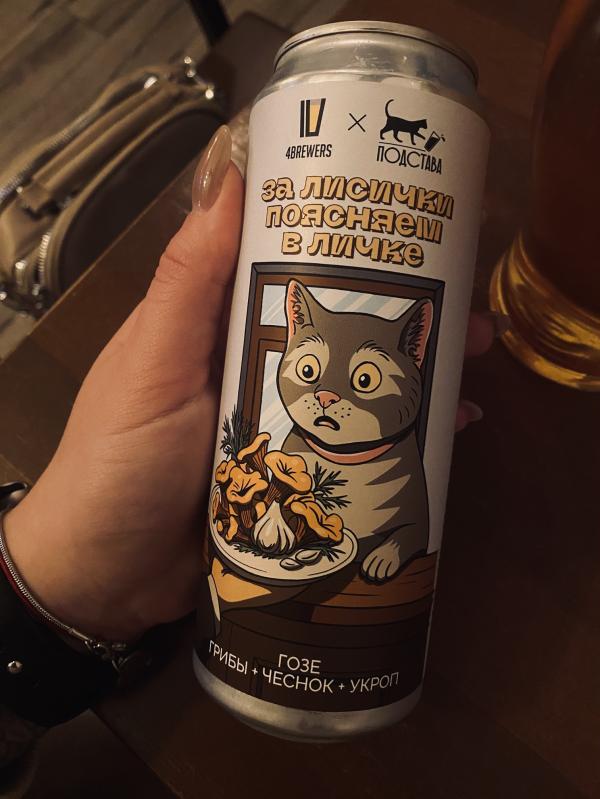 4BREWERS × ПОДСТАВА
За лисички
поясняем
в личке
ГОЗЕ
ГРИБЫ + ЧЕСНОК + УКРОП